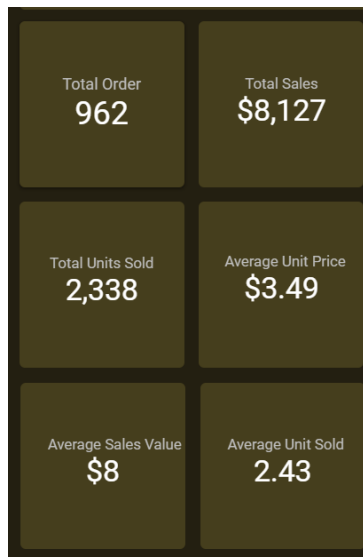 Total Order
962
Total Sales
$8,127
Total Units Sold
2,338
Average Unit Price
$3.49
Average Sales Value
$8
Average Unit Sold
2.43